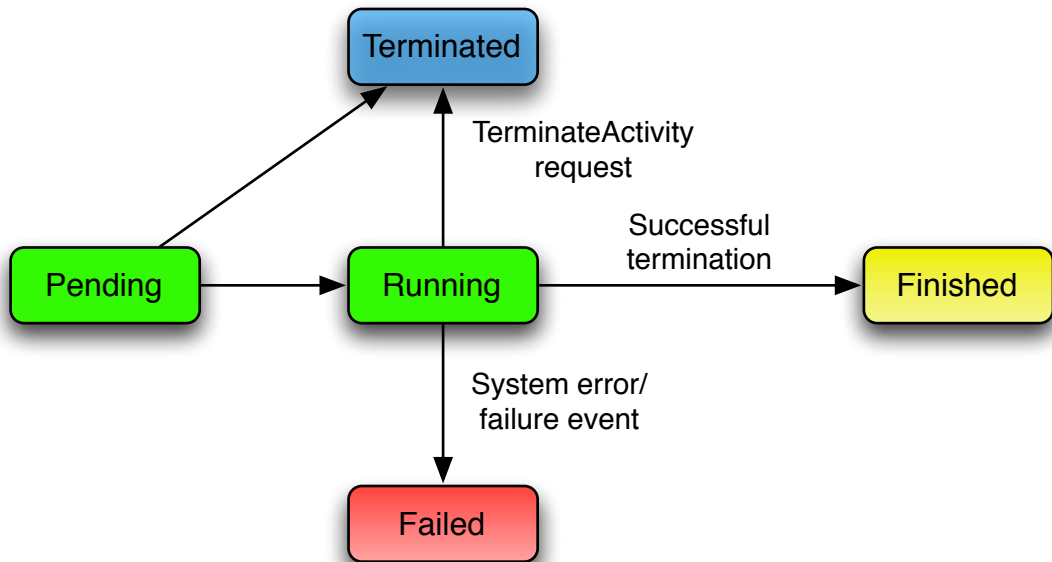 Terminated
TerminateActivity
request
Successful
termination
Pending
Running
Finished
System error/
failure event
Failed